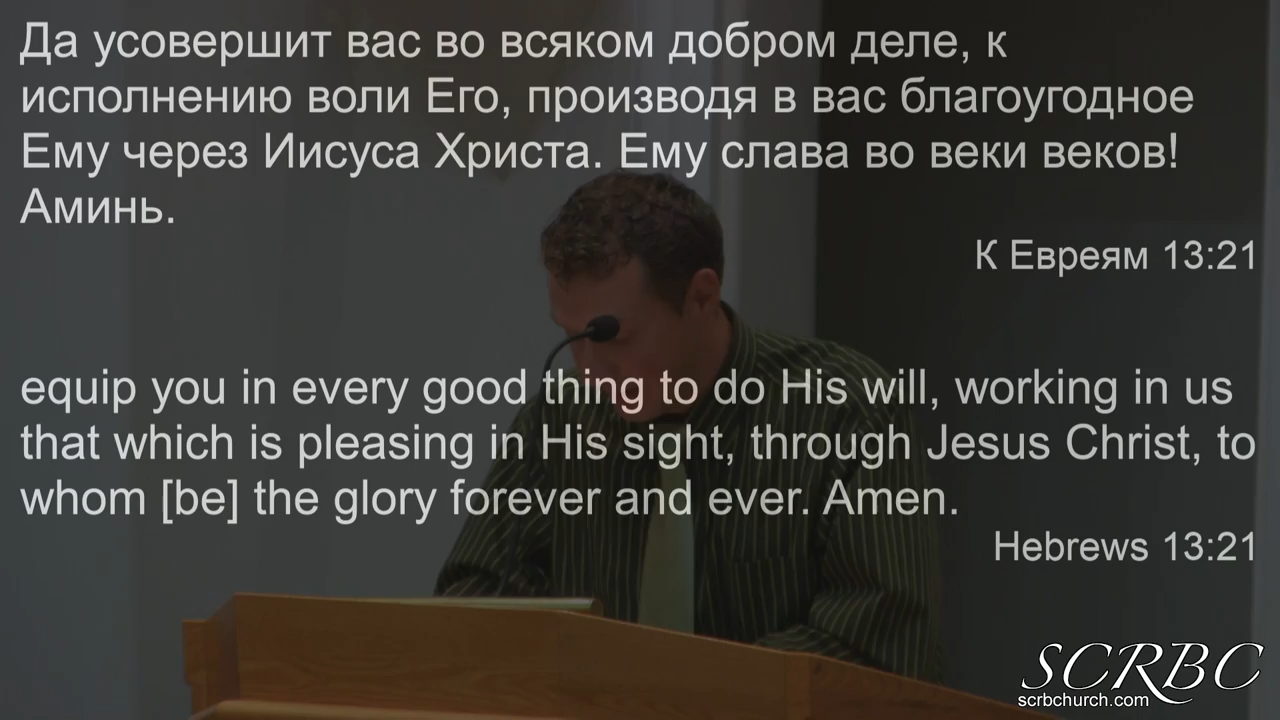 Да усовершит вас во всяком добром деле, к
исполнению воли Его, производя в вас благоугодное
Ему через Иисуса Христа. Ему слава во веки веков!
Аминь.
К Евреям 13:21
equip you in every good thing to do His will, working in us
that which is pleasing in His sight, through Jesus Christ, to
whom [be] the glory forever and ever. Amen.
Hebrews 13:21
SCRBC
scrbchurch.com